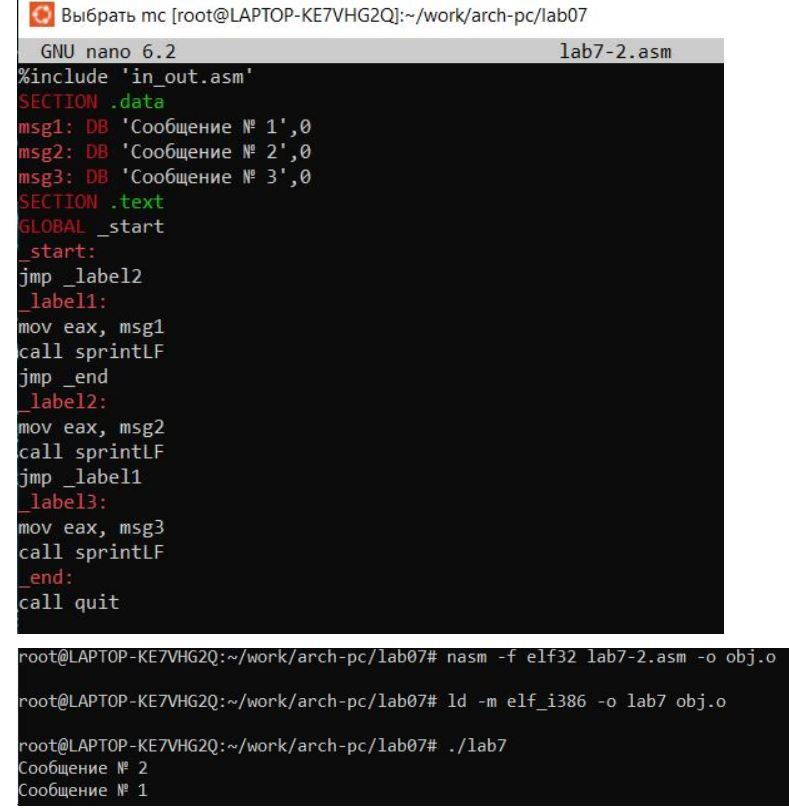 Выбрать mc [root@LAPTOP-KE7VHG2Q]:~/work/arch-pc/lab07
GNU nano 6.2 lab7-2.asm
%include 'in_out.asm'
SECTION .data
msg1: DB 'Сообщение № 1',0
msg2: DB 'Сообщение № 2',0
msg3: DB 'Сообщение № 3',0
SECTION .text
GLOBAL _start
_start:
jmp _label2
_label1:
mov eax, msg1
call sprintLF
jmp _end
_label2:
mov eax, msg2
call sprintLF
jmp _label1
_label3:
mov eax, msg3
call sprintLF
_end:
call quit
root@LAPTOP-KE7VHG2Q:~/work/arch-pc/lab07# nasm -f elf32 lab7-2.asm -o obj.o
root@LAPTOP-KE7VHG2Q:~/work/arch-pc/lab07# ld -m elf_i386 -o lab7 obj.o
root@LAPTOP-KE7VHG2Q:~/work/arch-pc/lab07# ./lab7
Сообщение № 2
Сообщение № 1